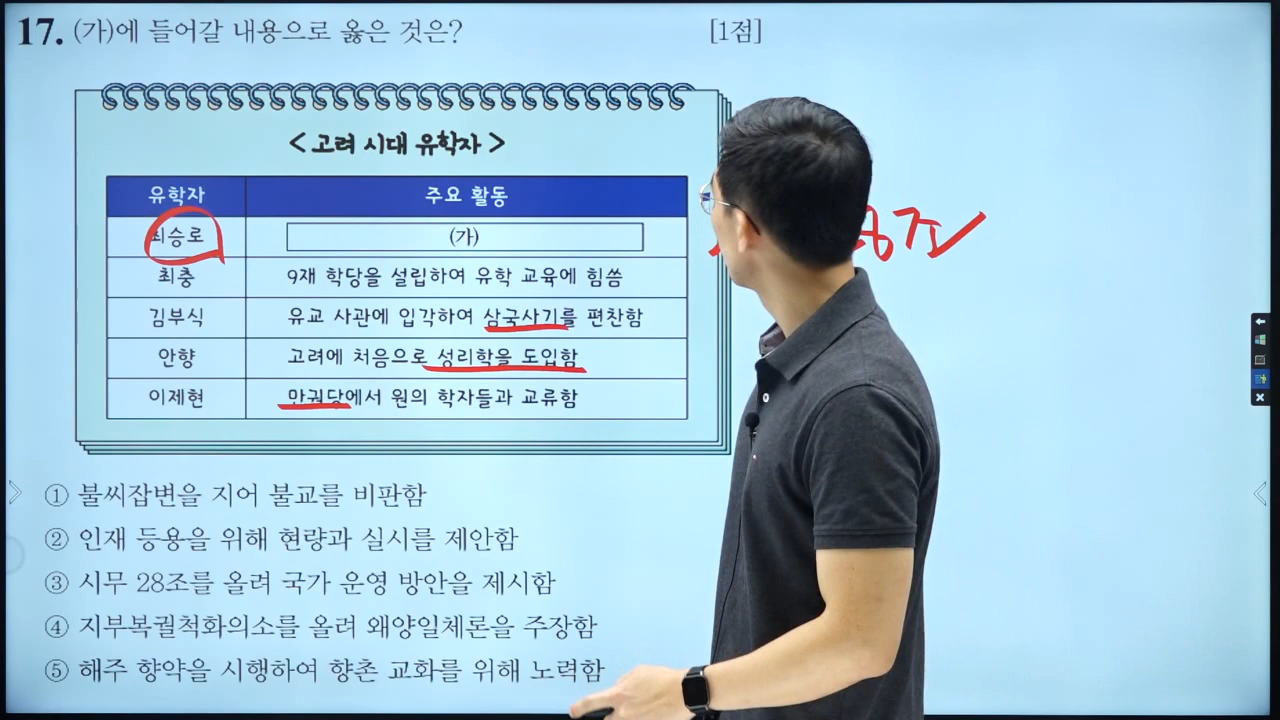 17. (가)에 들어갈 내용으로 옳은 것은? [1점]
< 고려 시대 유학자 >
유학자 주요 활동
최승로 (가)
최충 9재 학당을 설립하여 유학 교육에 힘씀
김부식 유교 사관에 입각하여 삼국사기를 편찬함
안향 고려에 처음으로 성리학을 도입함
이제현 만권당에서 원의 학자들과 교류함
① 불씨잡변을 지어 불교를 비판함
② 인재 등용을 위해 현량과 실시를 제안함
③ 시무 28조를 올려 국가 운영 방안을 제시함
④ 지부복궐척화의소를 올려 왜양일체론을 주장함
⑤ 해주 향약을 시행하여 향촌 교화를 위해 노력함